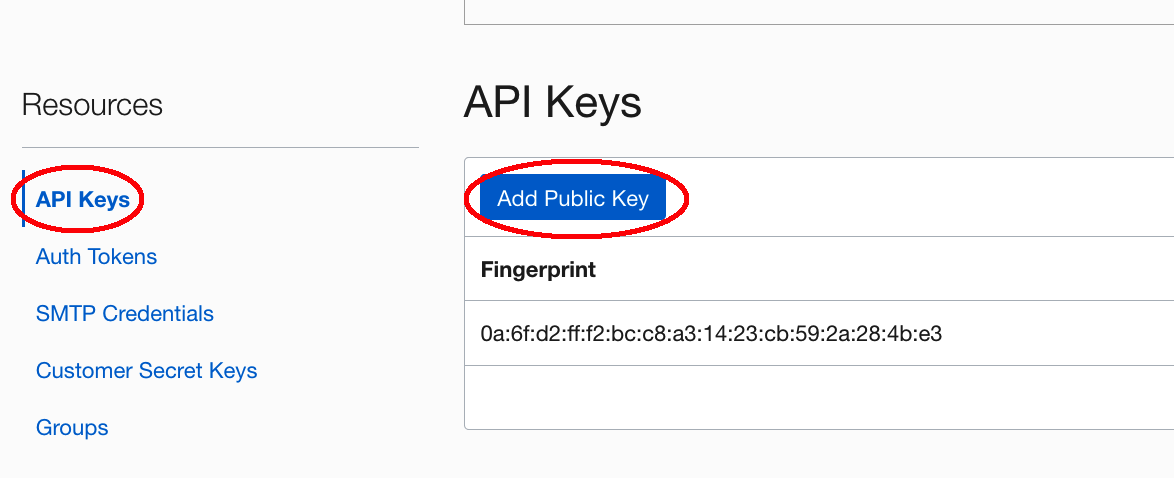 Resources
API Keys
Auth Tokens
SMTP Credentials
Customer Secret Keys
Groups
API Keys
Add Public Key
Fingerprint
0a:6f:d2:ff:f2:bc:c8:a3:14:23:cb:59:2a:28:4b:e3